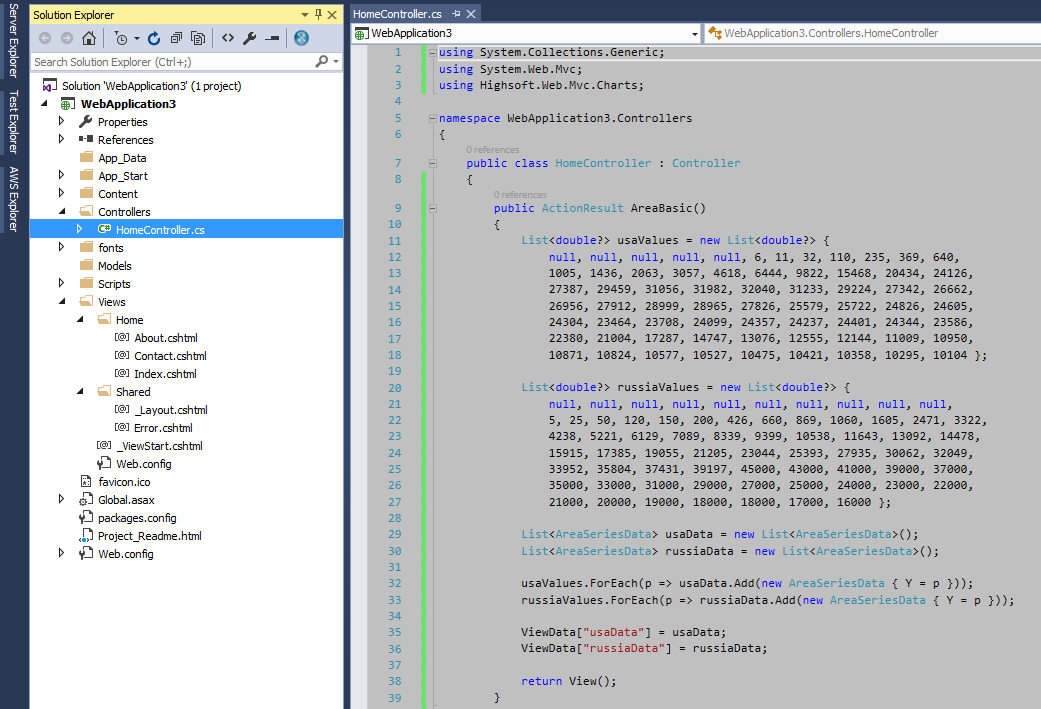 Server Explorer
Test Explorer
AWS Explorer
Solution Explorer
Search Solution Explorer (Ctrl+;)
Solution 'WebApplication3' (1 project)
WebApplication3
Properties
References
App_Data
App_Start
Content
Controllers
HomeController.cs
fonts
Models
Scripts
Views
Home
About.cshtml
Contact.cshtml
Index.cshtml
Shared
_Layout.cshtml
Error.cshtml
_ViewStart.cshtml
Web.config
favicon.ico
Global.asax
packages.config
Project_Readme.html
Web.config
HomeController.cs
WebApplication3
WebApplication3.Controllers.HomeController
1 using System.Collections.Generic;
2 using System.Web.Mvc;
3 using Highsoft.Web.Mvc.Charts;
4
5 namespace WebApplication3.Controllers
6 {
0 references
7 public class HomeController : Controller
8 {
0 references
9 public ActionResult AreaBasic()
10 {
11 List<double?> usaValues = new List<double?> {
12 null, null, null, null, null, 6, 11, 32, 110, 235, 369, 640,
13 1005, 1436, 2063, 3057, 4618, 6444, 9822, 15468, 20434, 24126,
14 27387, 29459, 31056, 31982, 32040, 31233, 29224, 27342, 26662,
15 26956, 27912, 28999, 28965, 27826, 25579, 25722, 24826, 24605,
16 24304, 23464, 23708, 24099, 24357, 24237, 24401, 24344, 23586,
17 22380, 21004, 17287, 14747, 13076, 12555, 12144, 11009, 10950,
18 10871, 10824, 10577, 10527, 10475, 10421, 10358, 10295, 10104 };
19
20 List<double?> russiaValues = new List<double?> {
21 null, null, null, null, null, null, null, null, null, null,
22 5, 25, 50, 120, 150, 200, 426, 660, 869, 1060, 1605, 2471, 3322,
23 4238, 5221, 6129, 7089, 8339, 9399, 10538, 11643, 13092, 14478,
24 15915, 17385, 19055, 21205, 23044, 25393, 27935, 30062, 32049,
25 33952, 35804, 37431, 39197, 45000, 43000, 41000, 39000, 37000,
26 35000, 33000, 31000, 29000, 27000, 25000, 24000, 23000, 22000,
27 21000, 20000, 19000, 18000, 18000, 17000, 16000 };
28
29 List<AreaSeriesData> usaData = new List<AreaSeriesData>();
30 List<AreaSeriesData> russiaData = new List<AreaSeriesData>();
31
32 usaValues.ForEach(p => usaData.Add(new AreaSeriesData { Y = p }));
33 russiaValues.ForEach(p => russiaData.Add(new AreaSeriesData { Y = p }));
34
35 ViewData["usaData"] = usaData;
36 ViewData["russiaData"] = russiaData;
37
38 return View();
39 }